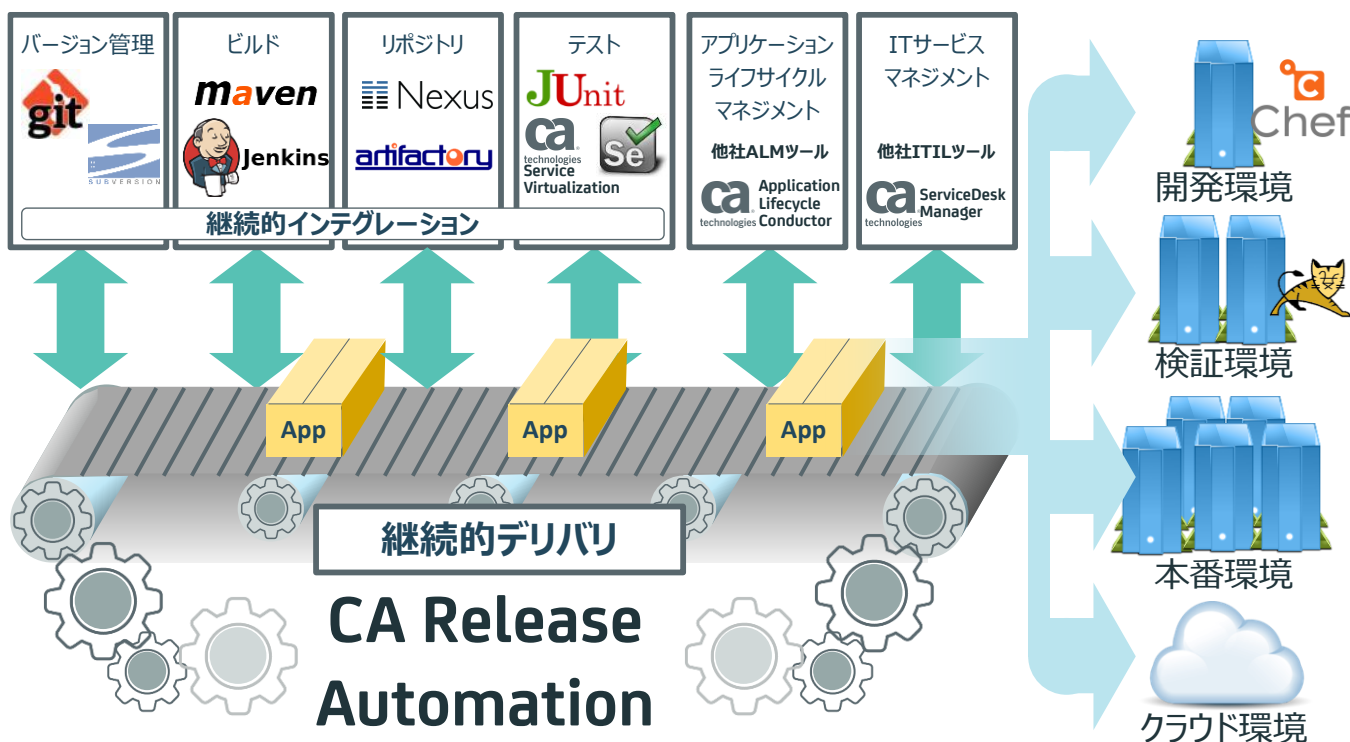 バージョン管理
git
SUBVERSION
ビルド
maven
Jenkins
リポジトリ
Nexus
artifactory
テスト
JUnit
ca
technologies
Service
Virtualization
Se
アプリケーション
ライフサイクル
マネジメント
他社ALMツール
ca
technologies
Application
Lifecycle
Conductor
ITサービス
マネジメント
他社ITILツール
ca
technologies
ServiceDesk
Manager
継続的インテグレーション
App
App
App
継続的デリバリ
CA Release
Automation
Chef
開発環境
検証環境
本番環境
クラウド環境